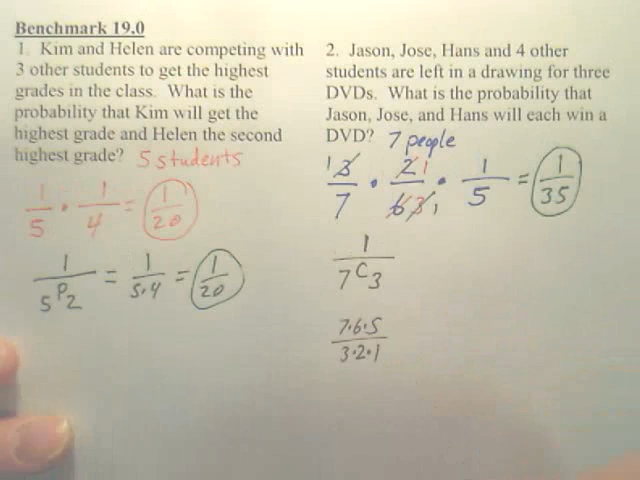 Benchmark 19.0
1. Kim and Helen are competing with
3 other students to get the highest
grades in the class. What is the
probability that Kim will get the
highest grade and Helen the second
highest grade? 5 students
1/5 · 1/4 = 1/20
1/5P2 = 1/5·4 = 1/20
2. Jason, Jose, Hans and 4 other
students are left in a drawing for three
DVDs. What is the probability that
Jason, Jose, and Hans will each win a
DVD? 7 people
1 3/7 · 2 1/6 3 1 · 1/5 = 1/35
1/7C3
7·6·5/3·2·1